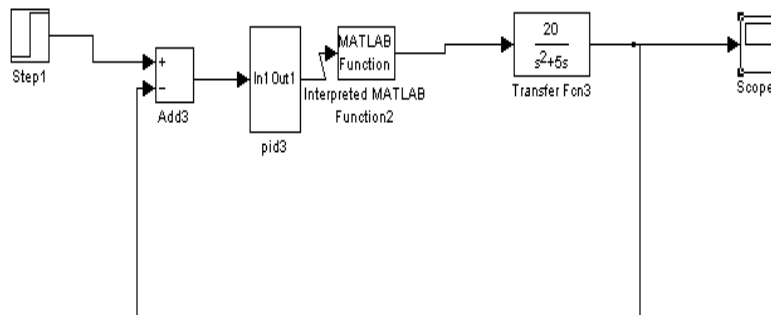 Step1
+
−
Add3
In1 Out1
pid3
MATLAB
Function
Interpreted MATLAB
Function2
20
s²+5s
Transfer Fcn3
Scope